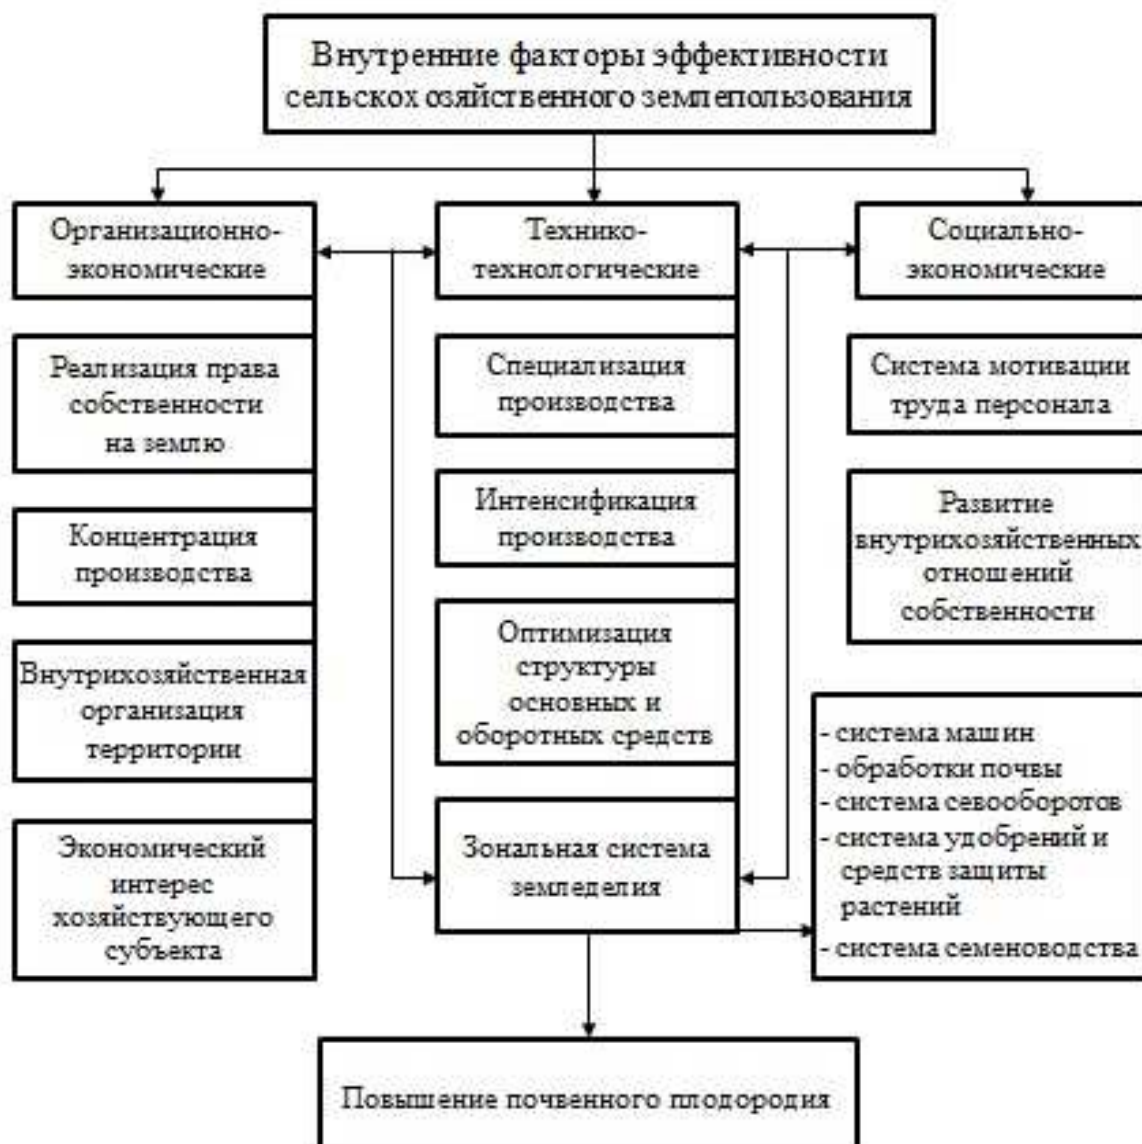 Внутренние факторы эффективности
сельскох озяйственного землепользования
Организационно-
экономические
Технико-
технологические
Социально-
экономические
Реализация права
собственности
на землю
Концентрация
производства
Внутрихозяйственная
организация
территории
Экономический
интерес
хозяйствующего
субъекта
Специализация
производства
Интенсификация
производства
Оптимизация
структуры
основных и
оборотных средств
Зональная система
земледелия
Система мотивации
труда персонала
Развитие
внутрихозяйственных
отношений
собственности
- система машин
- обработки почвы
- система севооборотов
- система удобрений и
средств защиты
растений
- система семеноводства
Повышение почвенного плодородия